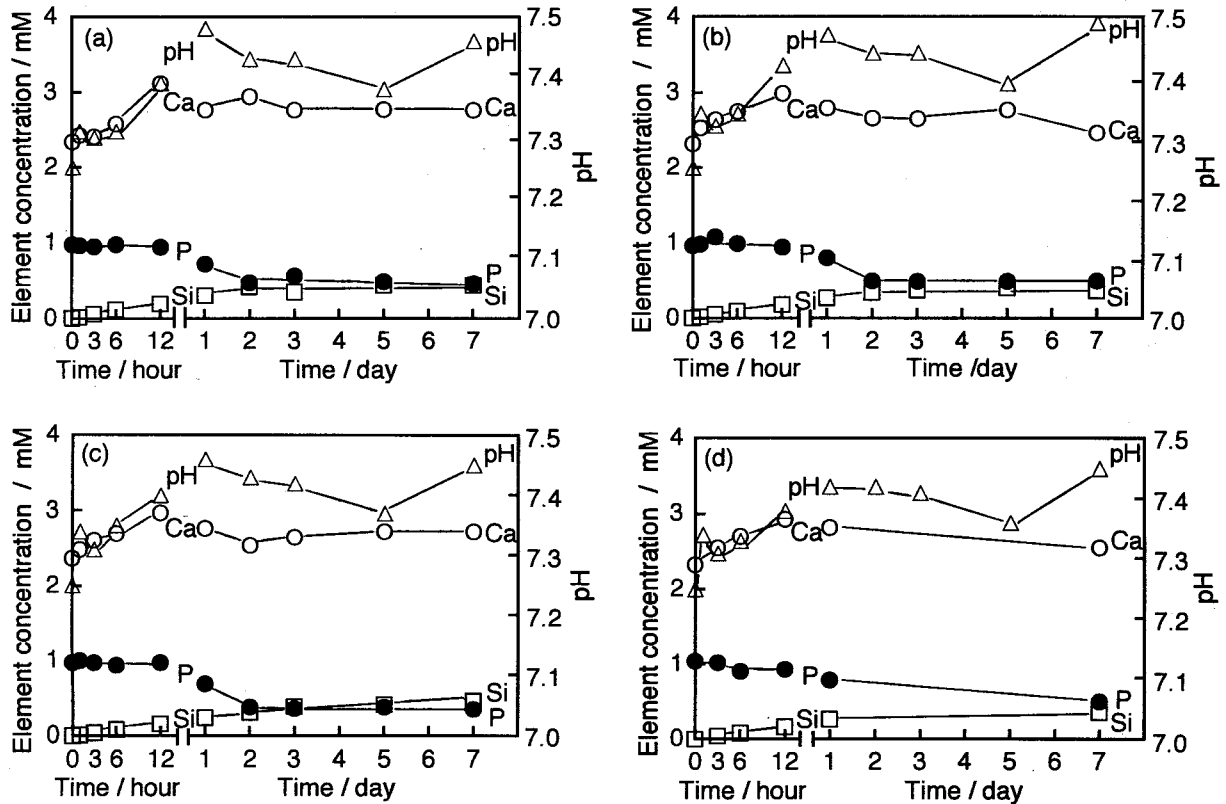 (a)
Element concentration / mM
4
3
2
1
0
pH
Ca
P
Si
pH
Ca
P
Si
7.5
7.4
7.3
7.2
7.1
7.0
pH
0 3 6 12 1 2 3 4 5 6 7
Time / hour Time / day
(b)
Element concentration / mM
4
3
2
1
0
pH
Ca
P
Si
pH
Ca
P
Si
7.5
7.4
7.3
7.2
7.1
7.0
pH
0 3 6 12 1 2 3 4 5 6 7
Time / hour Time /day
(c)
Element concentration / mM
4
3
2
1
0
pH
Ca
P
Si
pH
Ca
Si
P
7.5
7.4
7.3
7.2
7.1
7.0
pH
0 3 6 12 1 2 3 4 5 6 7
Time / hour Time / day
(d)
Element concentration / mM
4
3
2
1
0
pH
Ca
P
Si
pH
Ca
P
Si
7.5
7.4
7.3
7.2
7.1
7.0
pH
0 3 6 12 1 2 3 4 5 6 7
Time / hour Time / day